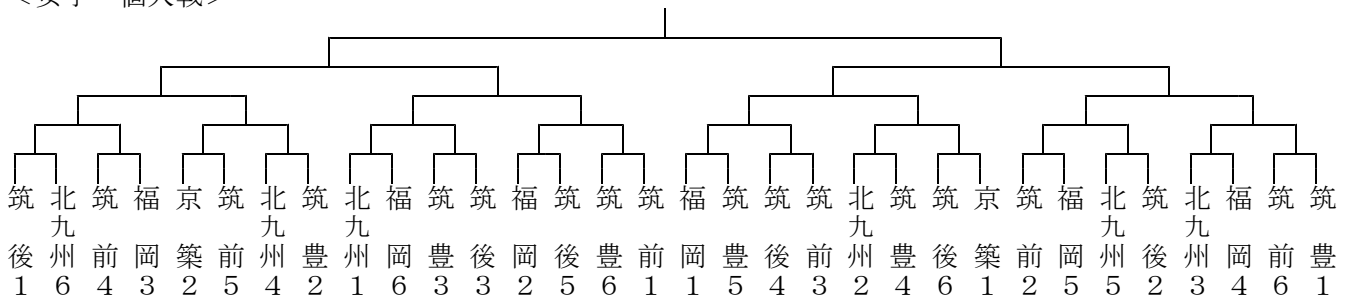 ＜女子　個人戦＞
筑後１
北九州６
筑前４
福岡３
京築２
筑前５
北九州４
筑豊２
北九州１
福岡６
筑豊３
筑後３
福岡２
筑後５
筑豊６
筑前１
福岡１
筑豊５
筑後４
筑前３
北九州２
筑豊４
筑後６
京築１
筑前２
福岡５
北九州５
筑後２
北九州３
福岡４
筑前６
筑豊１